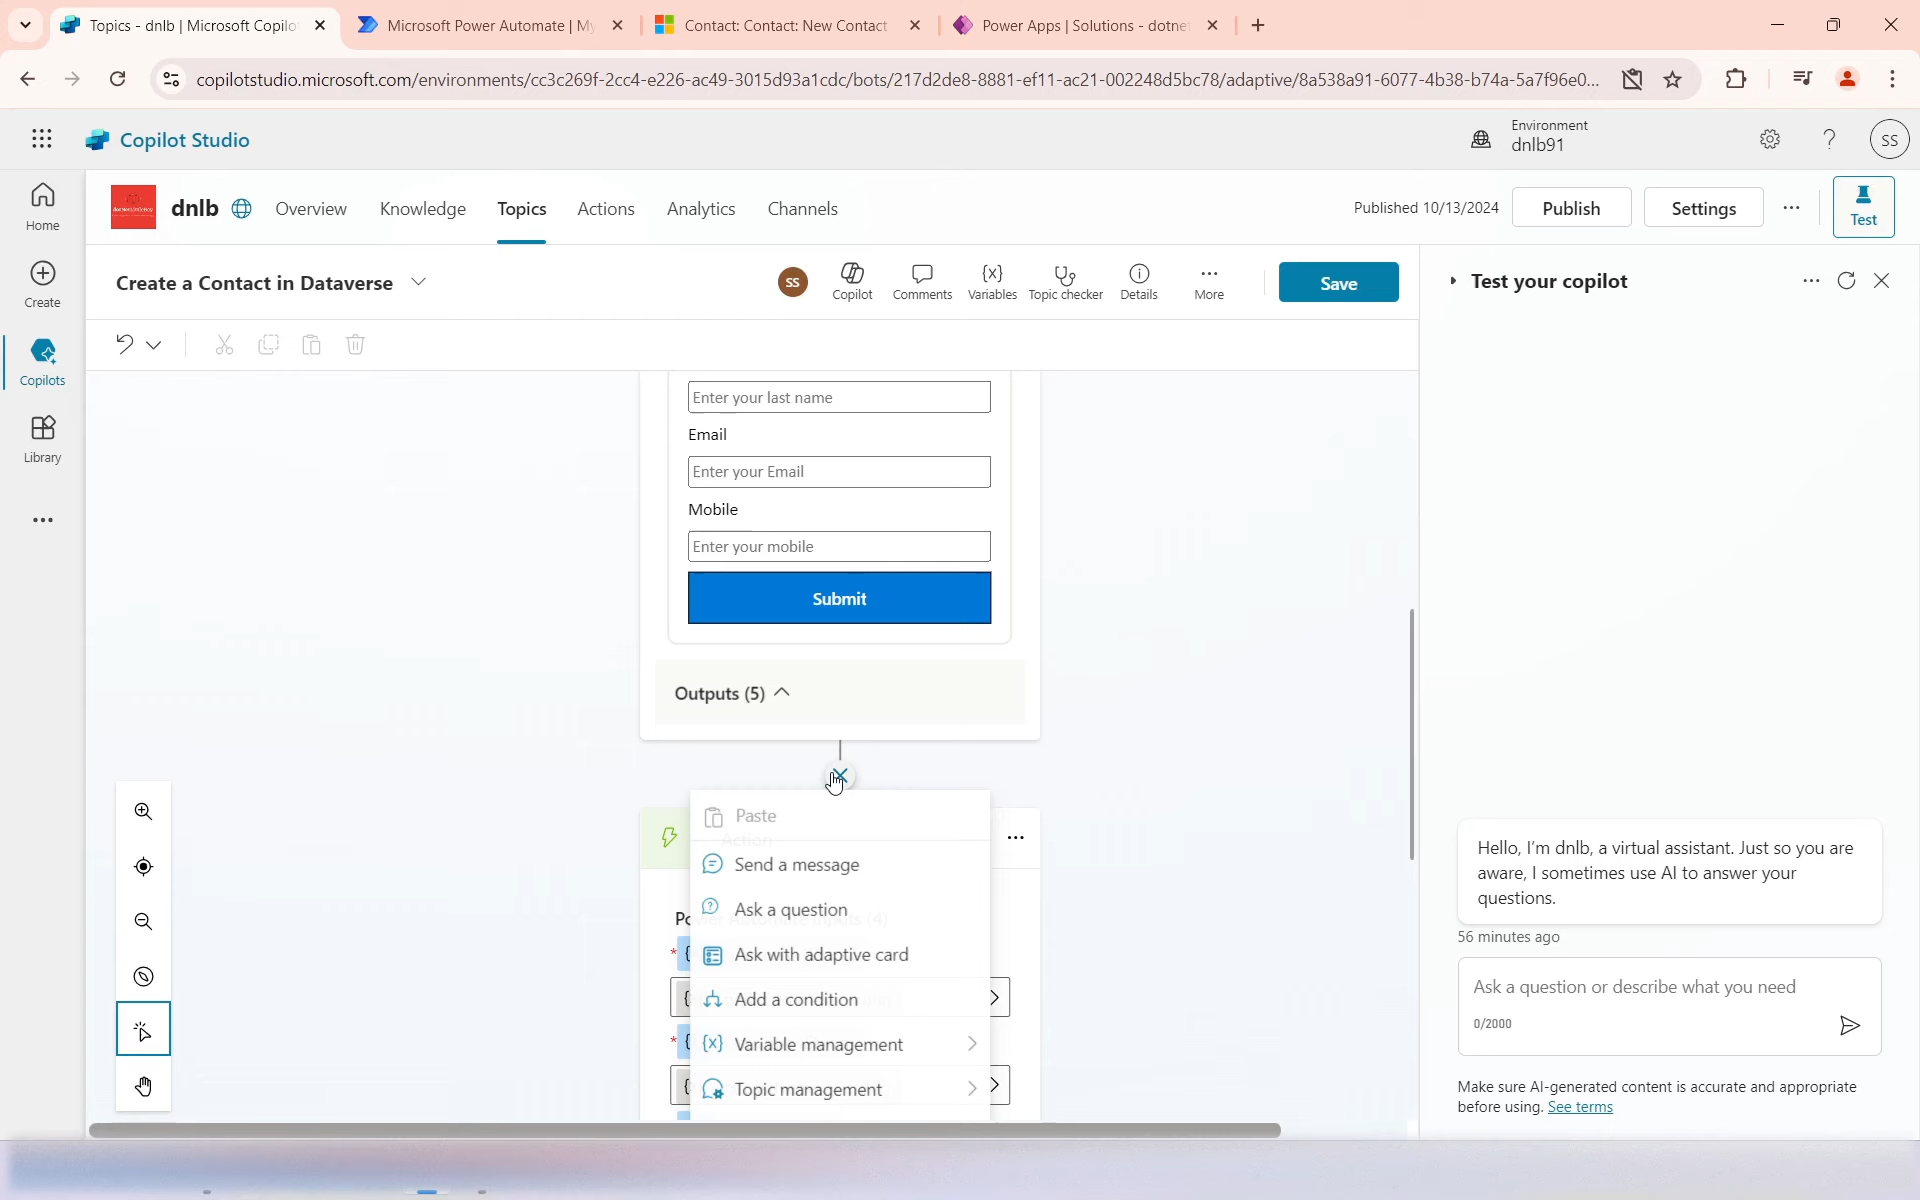 Topics - dnlb | Microsoft Copilo
Microsoft Power Automate | My
Contact: Contact: New Contact
Power Apps | Solutions - dotnet
copilotstudio.microsoft.com/environments/cc3c269f-2cc4-e226-ac49-3015d93a1cdc/bots/217d2de8-8881-ef11-ac21-002248d5bc78/adaptive/8a538a91-6077-4b38-b74a-5a7f96e0...
Copilot Studio
Environment
dnlb91
SS
Home
Create
Copilots
Library
dnlb
Overview
Knowledge
Topics
Actions
Analytics
Channels
Published 10/13/2024
Publish
Settings
Test
Create a Contact in Dataverse
SS
Copilot
Comments
Variables
Topic checker
Details
More
Save
Test your copilot
Enter your last name
Email
Enter your Email
Mobile
Enter your mobile
Submit
Outputs (5)
Paste
Action
Send a message
Ask a question
Ask with adaptive card
Add a condition
Variable management
Topic management
Hello, I'm dnlb, a virtual assistant. Just so you are
aware, I sometimes use AI to answer your
questions.
56 minutes ago
Ask a question or describe what you need
0/2000
Make sure AI-generated content is accurate and appropriate
before using. See terms